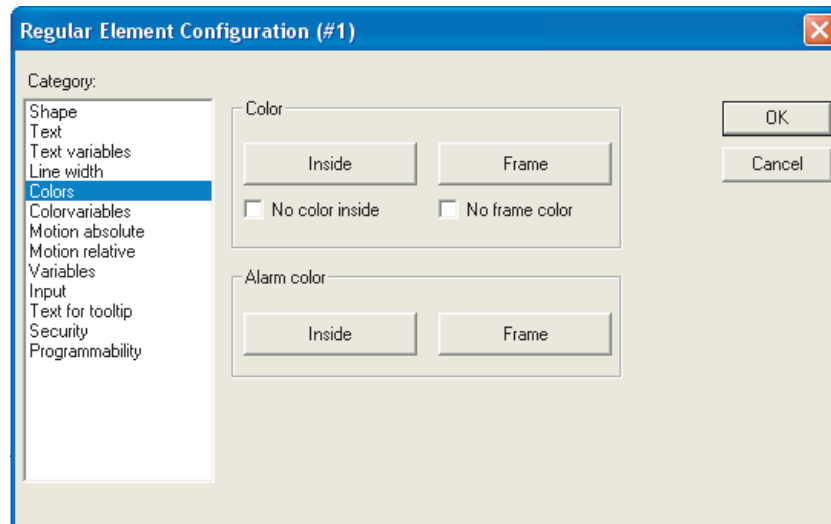 Regular Element Configuration (#1)
Category:
Shape
Text
Text variables
Line width
Colors
Colorvariables
Motion absolute
Motion relative
Variables
Input
Text for tooltip
Security
Programmability
Color
Inside
Frame
No color inside
No frame color
Alarm color
Inside
Frame
OK
Cancel